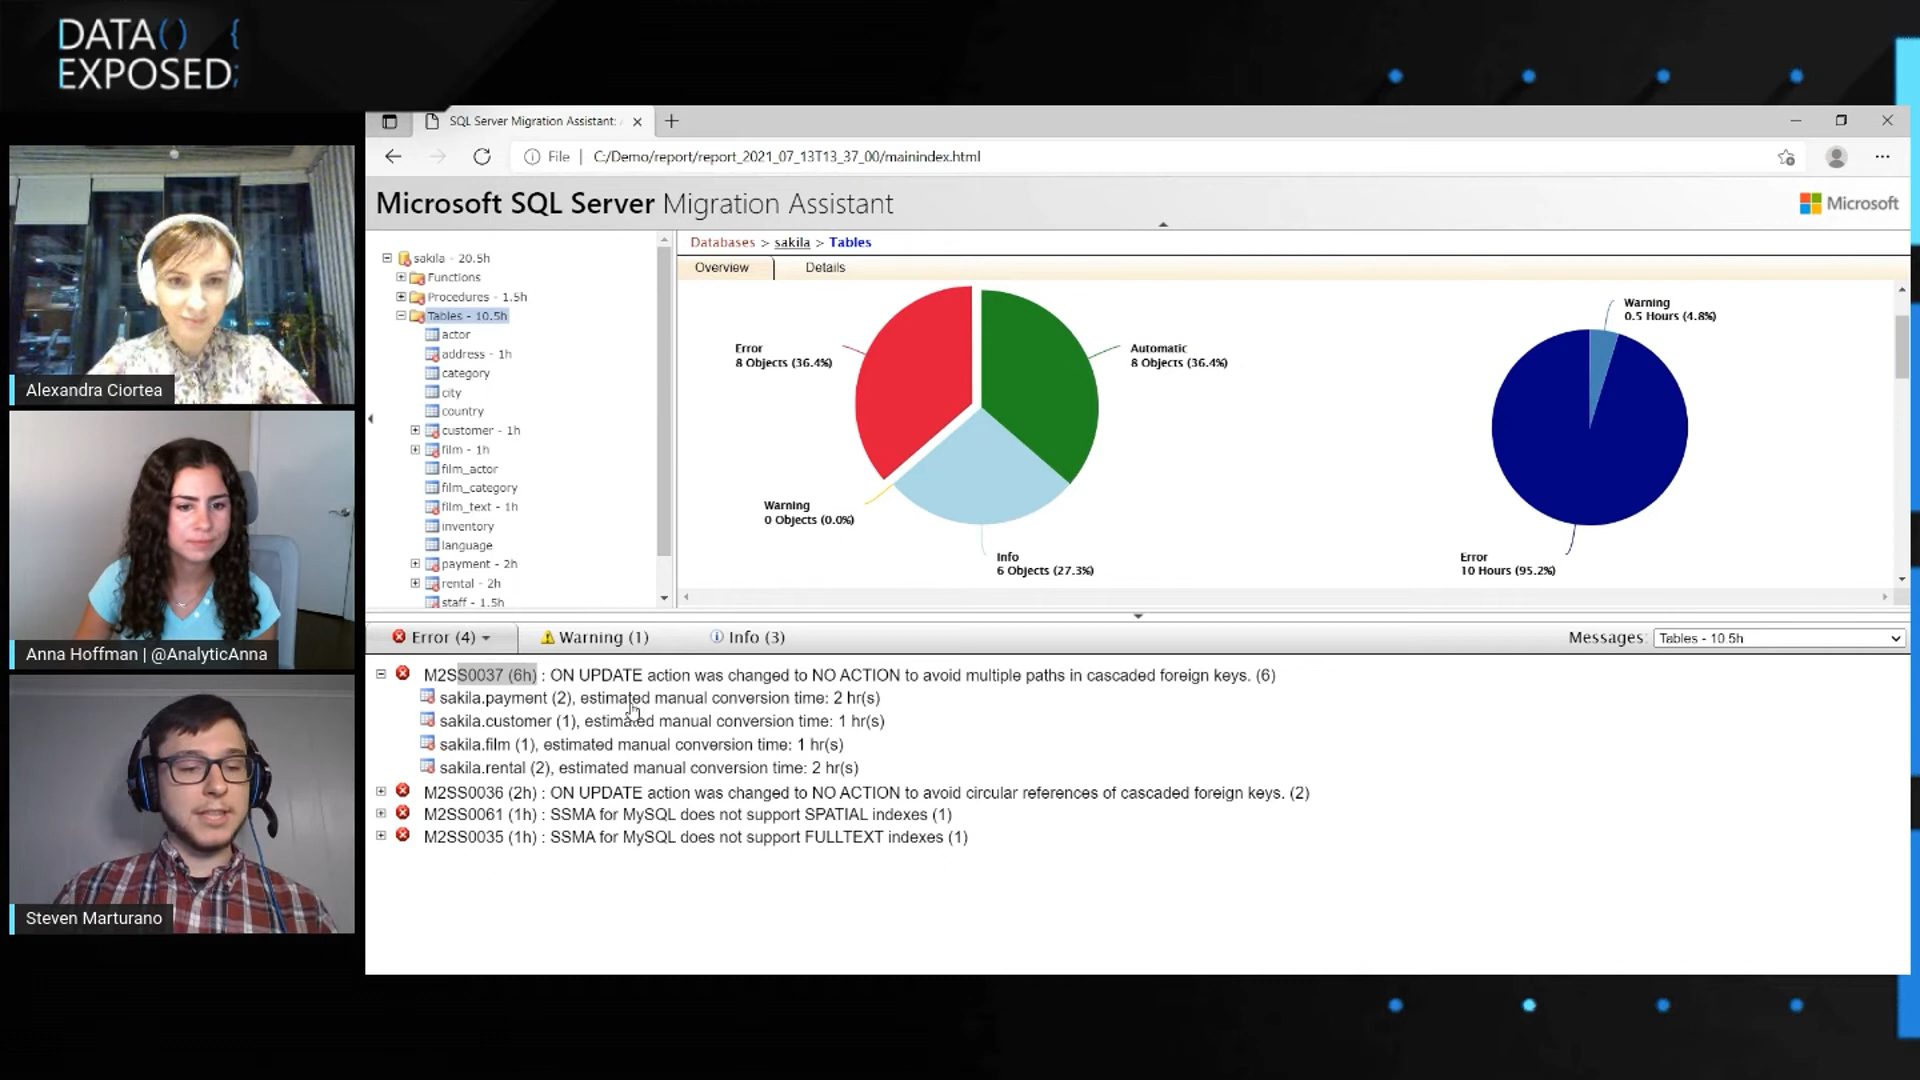 DATA() {
EXPOSED;
Alexandra Ciortea
Anna Hoffman | @AnalyticAnna
Steven Marturano
SQL Server Migration Assistant:
File | C:/Demo/report/report_2021_07_13T13_37_00/mainindex.html
Microsoft SQL Server Migration Assistant
Microsoft
sakila - 20.5h
Functions
Procedures - 1.5h
Tables - 10.5h
actor
address - 1h
category
city
country
customer - 1h
film - 1h
film_actor
film_category
film_text - 1h
inventory
language
payment - 2h
rental - 2h
staff - 1.5h
Databases > sakila > Tables
Overview Details
Error
8 Objects (36.4%)
Automatic
8 Objects (36.4%)
Warning
0 Objects (0.0%)
Info
6 Objects (27.3%)
Warning
0.5 Hours (4.8%)
Error
10 Hours (95.2%)
Error (4) Warning (1) Info (3) Messages: Tables - 10.5h
M2SS0037 (6h) : ON UPDATE action was changed to NO ACTION to avoid multiple paths in cascaded foreign keys. (6)
sakila.payment (2), estimated manual conversion time: 2 hr(s)
sakila.customer (1), estimated manual conversion time: 1 hr(s)
sakila.film (1), estimated manual conversion time: 1 hr(s)
sakila.rental (2), estimated manual conversion time: 2 hr(s)
M2SS0036 (2h) : ON UPDATE action was changed to NO ACTION to avoid circular references of cascaded foreign keys. (2)
M2SS0061 (1h) : SSMA for MySQL does not support SPATIAL indexes (1)
M2SS0035 (1h) : SSMA for MySQL does not support FULLTEXT indexes (1)